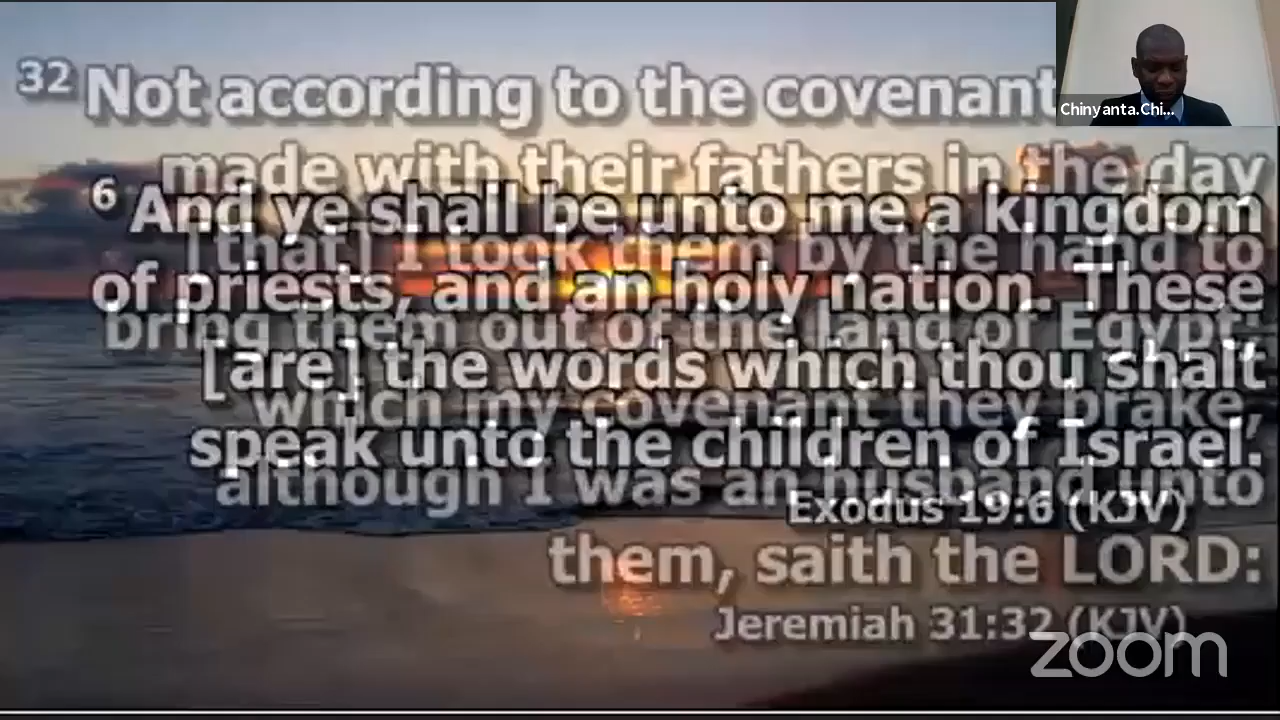 32 Not according to the covenant
made with their fathers in the day
[that] I took them by the hand to
bring them out of the land of Egypt;
which my covenant they brake,
although I was an husband unto
them, saith the LORD:
Jeremiah 31:32 (KJV)
6 And ye shall be unto me a kingdom
of priests, and an holy nation. These
[are] the words which thou shalt
speak unto the children of Israel.
Exodus 19:6 (KJV)
Chinyanta.Chi...
zoom